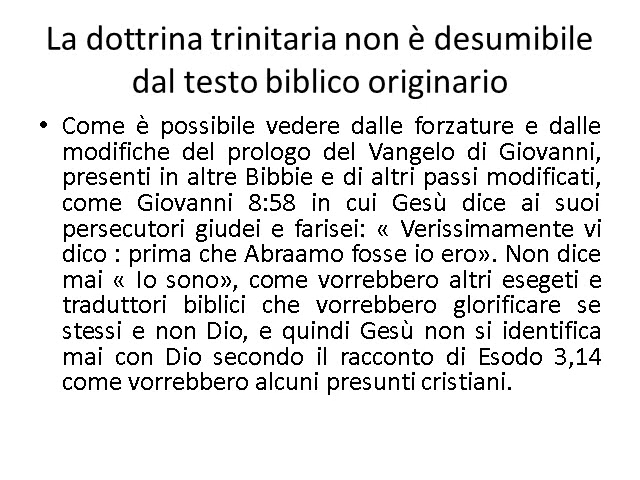 La dottrina trinitaria non è desumibile
dal testo biblico originario
• Come è possibile vedere dalle forzature e dalle
modifiche del prologo del Vangelo di Giovanni,
presenti in altre Bibbie e di altri passi modificati,
come Giovanni 8:58 in cui Gesù dice ai suoi
persecutori giudei e farisei: « Verissimamente vi
dico : prima che Abraamo fosse io ero». Non dice
mai « Io sono», come vorrebbero altri esegeti e
traduttori biblici che vorrebbero glorificare se
stessi e non Dio, e quindi Gesù non si identifica
mai con Dio secondo il racconto di Esodo 3,14
come vorrebbero alcuni presunti cristiani.